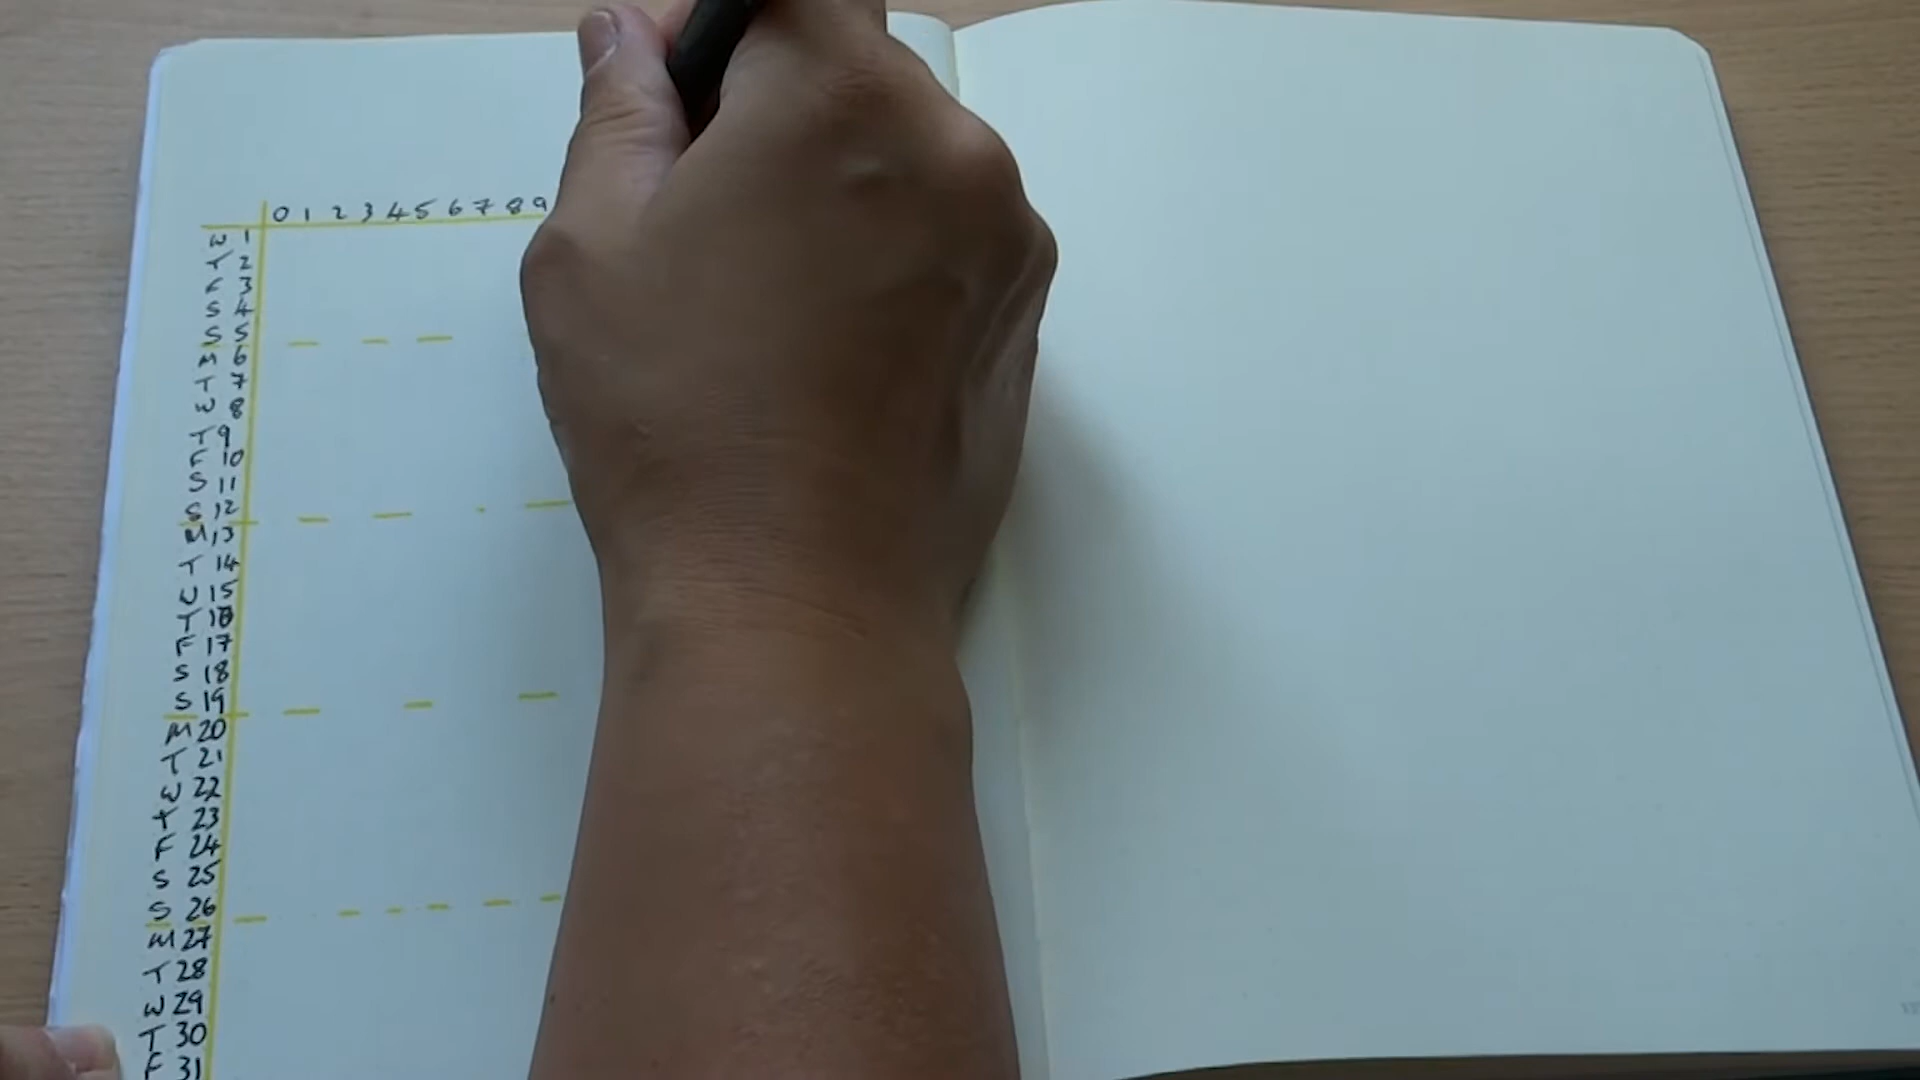 0 1 2 3 4 5 6 7 8 9
W 1
T 2
F 3
S 4
S 5
M 6
T 7
W 8
T 9
F 10
S 11
S 12
M 13
T 14
W 15
T 16
F 17
S 18
S 19
M 20
T 21
W 22
T 23
F 24
S 25
S 26
M 27
T 28
W 29
T 30
F 31